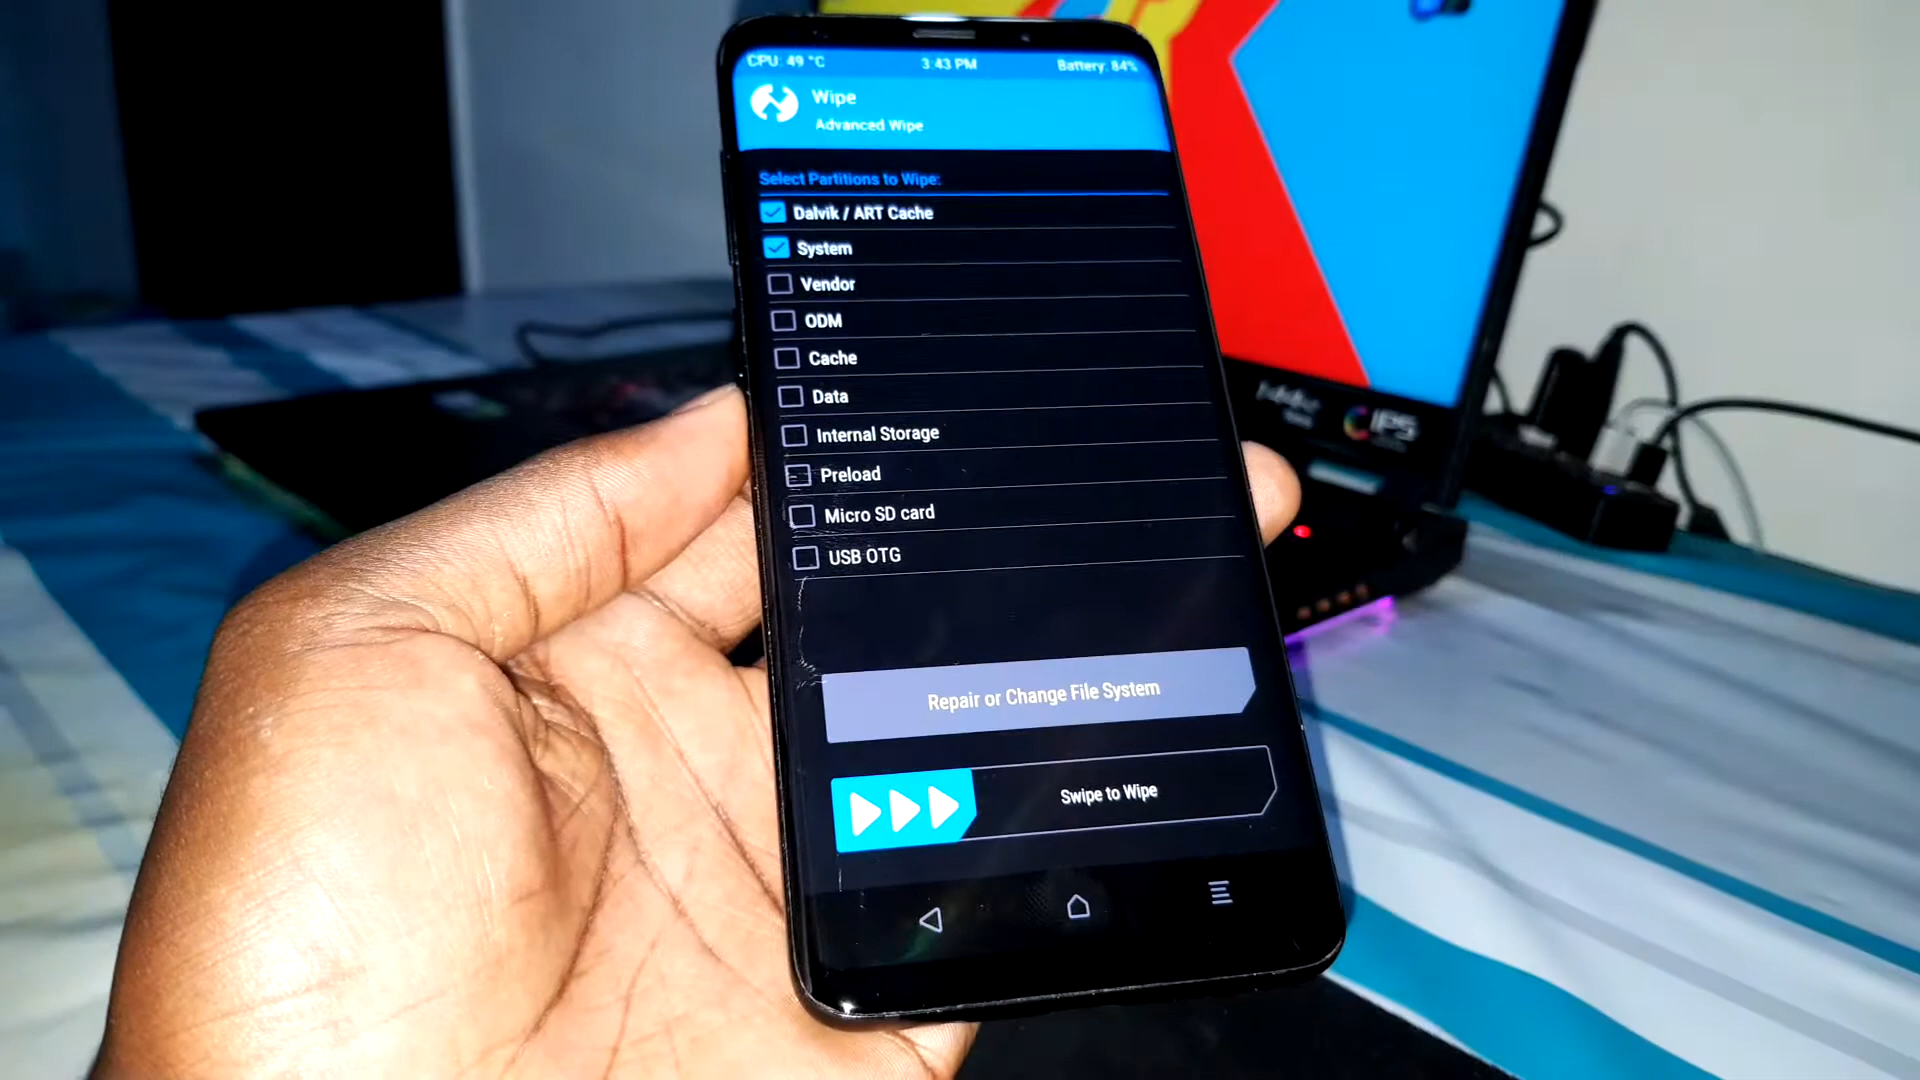 CPU: 49 °C 3:43 PM Battery: 84%
Wipe
Advanced Wipe
Select Partitions to Wipe:
Dalvik / ART Cache
System
Vendor
ODM
Cache
Data
Internal Storage
Preload
Micro SD card
USB OTG
Repair or Change File System
Swipe to Wipe
IPS